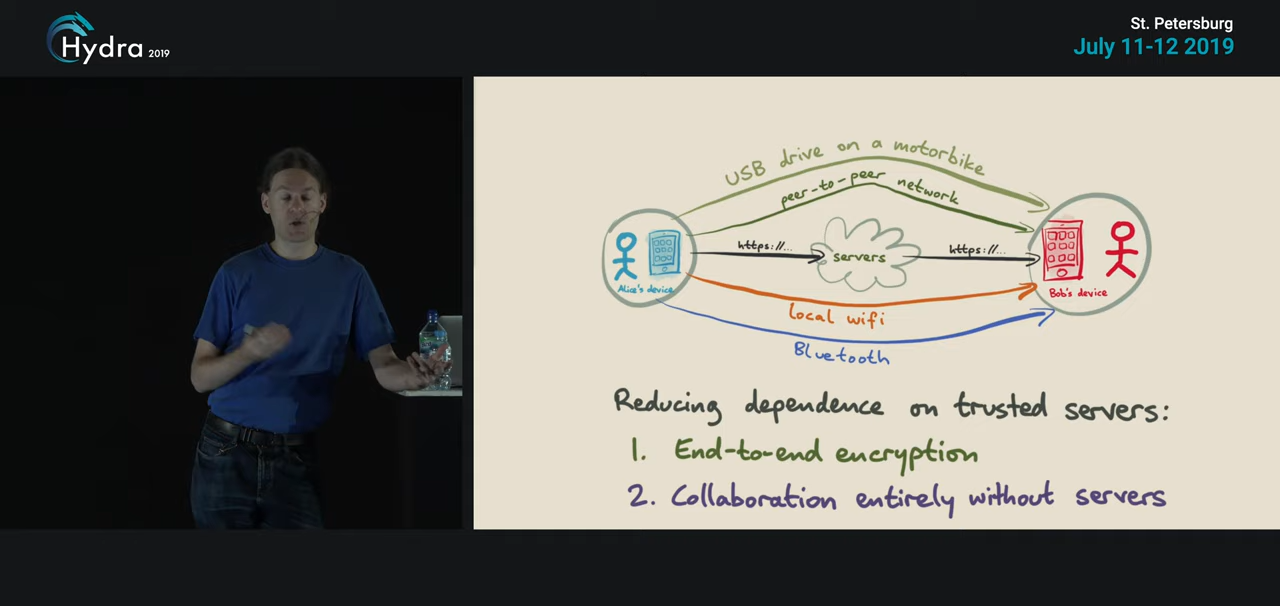 Hydra 2019
St. Petersburg
July 11-12 2019
USB drive on a motorbike
peer-to-peer network
https://...
https://...
servers
Alice's device
Bob's device
local wifi
Bluetooth
Reducing dependence on trusted servers:
1. End-to-end encryption
2. Collaboration entirely without servers